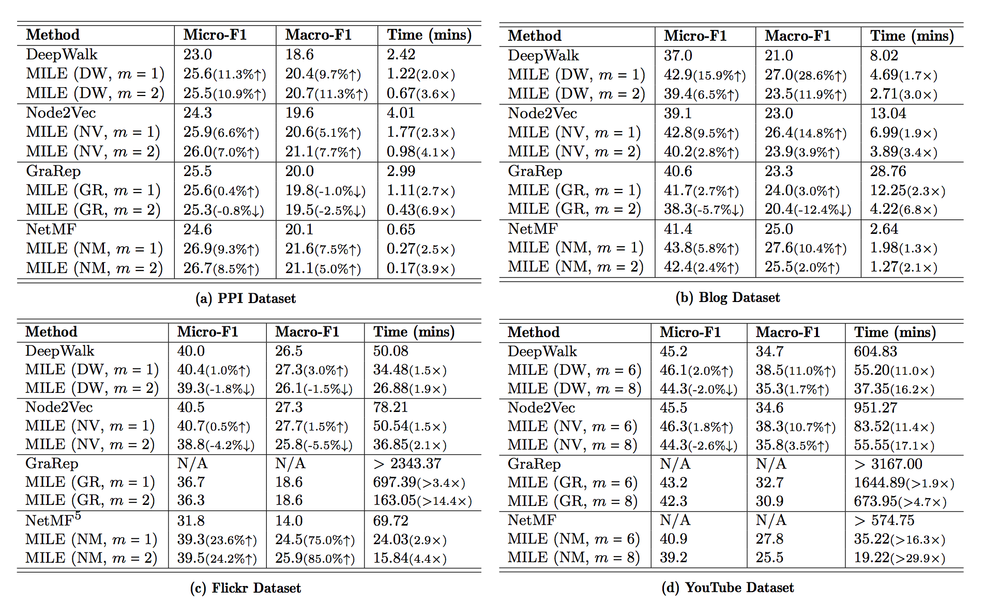 Method Micro-F1 Macro-F1 Time (mins)
DeepWalk 23.0 18.6 2.42
MILE (DW, m = 1) 25.6(11.3%↑) 20.4(9.7%↑) 1.22(2.0×)
MILE (DW, m = 2) 25.5(10.9%↑) 20.7(11.3%↑) 0.67(3.6×)
Node2Vec 24.3 19.6 4.01
MILE (NV, m = 1) 25.9(6.6%↑) 20.6(5.1%↑) 1.77(2.3×)
MILE (NV, m = 2) 26.0(7.0%↑) 21.1(7.7%↑) 0.98(4.1×)
GraRep 25.5 20.0 2.99
MILE (GR, m = 1) 25.6(0.4%↑) 19.8(-1.0%↓) 1.11(2.7×)
MILE (GR, m = 2) 25.3(-0.8%↓) 19.5(-2.5%↓) 0.43(6.9×)
NetMF 24.6 20.1 0.65
MILE (NM, m = 1) 26.9(9.3%↑) 21.6(7.5%↑) 0.27(2.5×)
MILE (NM, m = 2) 26.7(8.5%↑) 21.1(5.0%↑) 0.17(3.9×)
(a) PPI Dataset
Method Micro-F1 Macro-F1 Time (mins)
DeepWalk 37.0 21.0 8.02
MILE (DW, m = 1) 42.9(15.9%↑) 27.0(28.6%↑) 4.69(1.7×)
MILE (DW, m = 2) 39.4(6.5%↑) 23.5(11.9%↑) 2.71(3.0×)
Node2Vec 39.1 23.0 13.04
MILE (NV, m = 1) 42.8(9.5%↑) 26.4(14.8%↑) 6.99(1.9×)
MILE (NV, m = 2) 40.2(2.8%↑) 23.9(3.9%↑) 3.89(3.4×)
GraRep 40.6 23.3 28.76
MILE (GR, m = 1) 41.7(2.7%↑) 24.0(3.0%↑) 12.25(2.3×)
MILE (GR, m = 2) 38.3(-5.7%↓) 20.4(-12.4%↓) 4.22(6.8×)
NetMF 41.4 25.0 2.64
MILE (NM, m = 1) 43.8(5.8%↑) 27.6(10.4%↑) 1.98(1.3×)
MILE (NM, m = 2) 42.4(2.4%↑) 25.5(2.0%↑) 1.27(2.1×)
(b) Blog Dataset
Method Micro-F1 Macro-F1 Time (mins)
DeepWalk 40.0 26.5 50.08
MILE (DW, m = 1) 40.4(1.0%↑) 27.3(3.0%↑) 34.48(1.5×)
MILE (DW, m = 2) 39.3(-1.8%↓) 26.1(-1.5%↓) 26.88(1.9×)
Node2Vec 40.5 27.3 78.21
MILE (NV, m = 1) 40.7(0.5%↑) 27.7(1.5%↑) 50.54(1.5×)
MILE (NV, m = 2) 38.8(-4.2%↓) 25.8(-5.5%↓) 36.85(2.1×)
GraRep N/A N/A > 2343.37
MILE (GR, m = 1) 36.7 18.6 697.39(>3.4×)
MILE (GR, m = 2) 36.3 18.6 163.05(>14.4×)
NetMF⁵ 31.8 14.0 69.72
MILE (NM, m = 1) 39.3(23.6%↑) 24.5(75.0%↑) 24.03(2.9×)
MILE (NM, m = 2) 39.5(24.2%↑) 25.9(85.0%↑) 15.84(4.4×)
(c) Flickr Dataset
Method Micro-F1 Macro-F1 Time (mins)
DeepWalk 45.2 34.7 604.83
MILE (DW, m = 6) 46.1(2.0%↑) 38.5(11.0%↑) 55.20(11.0×)
MILE (DW, m = 8) 44.3(-2.0%↓) 35.3(1.7%↑) 37.35(16.2×)
Node2Vec 45.5 34.6 951.27
MILE (NV, m = 6) 46.3(1.8%↑) 38.3(10.7%↑) 83.52(11.4×)
MILE (NV, m = 8) 44.3(-2.6%↓) 35.8(3.5%↑) 55.55(17.1×)
GraRep N/A N/A > 3167.00
MILE (GR, m = 6) 43.2 32.7 1644.89(>1.9×)
MILE (GR, m = 8) 42.3 30.9 673.95(>4.7×)
NetMF N/A N/A > 574.75
MILE (NM, m = 6) 40.9 27.8 35.22(>16.3×)
MILE (NM, m = 8) 39.2 25.5 19.22(>29.9×)
(d) YouTube Dataset